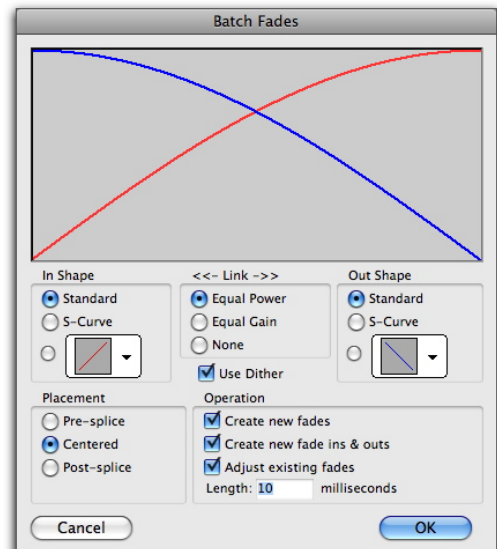 Batch Fades
In Shape
Standard
S-Curve
<<- Link ->>
Equal Power
Equal Gain
None
Use Dither
Out Shape
Standard
S-Curve
Placement
Pre-splice
Centered
Post-splice
Operation
Create new fades
Create new fade ins & outs
Adjust existing fades
Length: 10 milliseconds
Cancel
OK